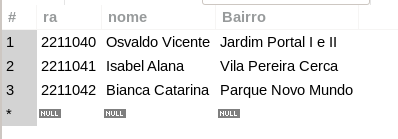 # ra nome Bairro
1 2211040 Osvaldo Vicente Jardim Portal I e II
2 2211041 Isabel Alana Vila Pereira Cerca
3 2211042 Bianca Catarina Parque Novo Mundo
* NULL NULL NULL